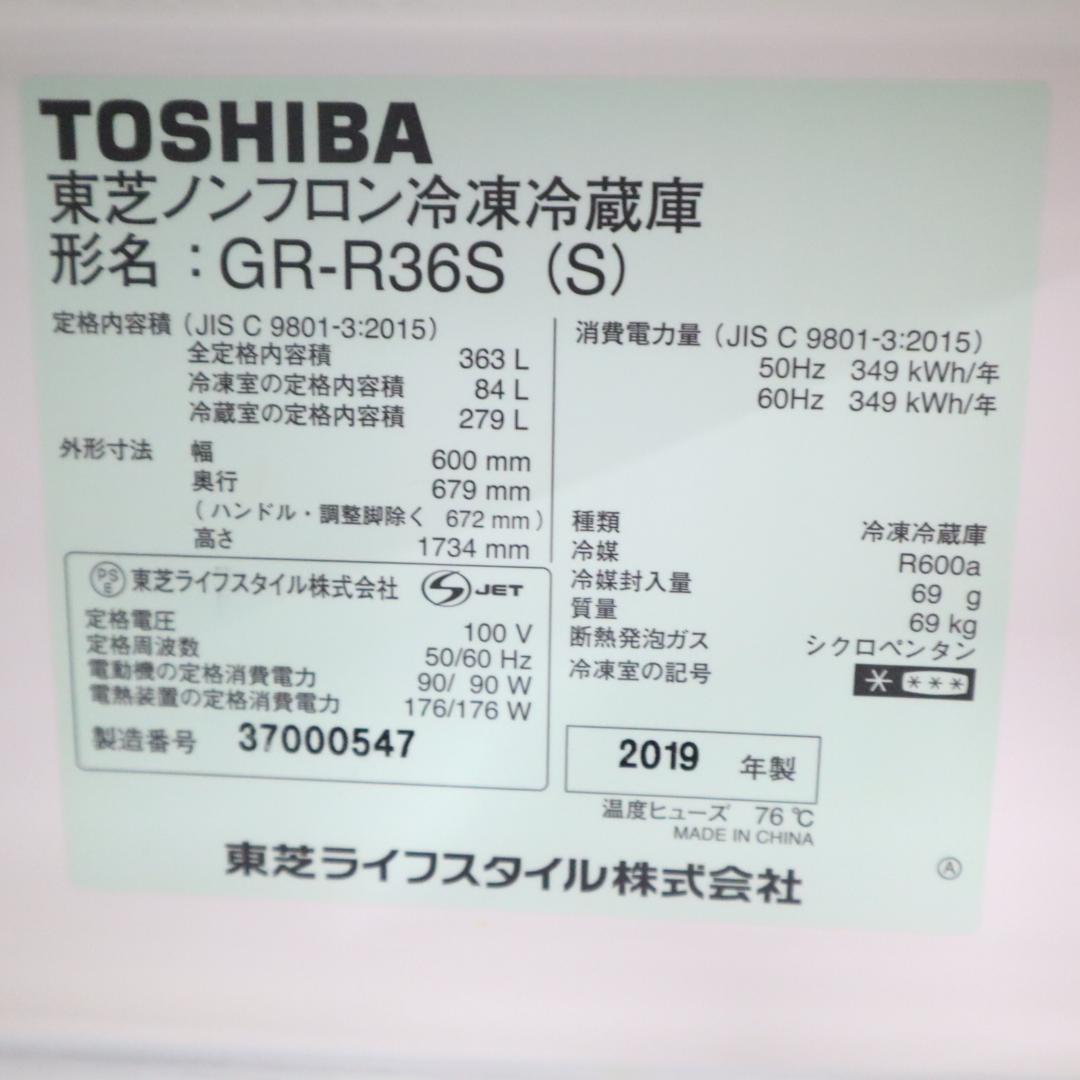 TOSHIBA
東芝ノンフロン冷凍冷蔵庫
形名：GR-R36S（S）
定格内容積（JIS C 9801-3:2015）
全定格内容積 363 L
冷凍室の定格内容積 84 L
冷蔵室の定格内容積 279 L
外形寸法 幅 600 mm
奥行 679 mm
（ハンドル・調整脚除く 672 mm）
高さ 1734 mm
消費電力量（JIS C 9801-3:2015）
50Hz 349 kWh/年
60Hz 349 kWh/年
種類 冷凍冷蔵庫
冷媒 R600a
冷媒封入量 69 g
質量 69 kg
断熱発泡ガス シクロペンタン
冷凍室の記号 * ***
PSE 東芝ライフスタイル株式会社 S JET
定格電圧 100 V
定格周波数 50/60 Hz
電動機の定格消費電力 90/ 90 W
電熱装置の定格消費電力 176/176 W
製造番号 37000547
2019 年製
温度ヒューズ 76 ℃
MADE IN CHINA
東芝ライフスタイル株式会社
Ⓐ